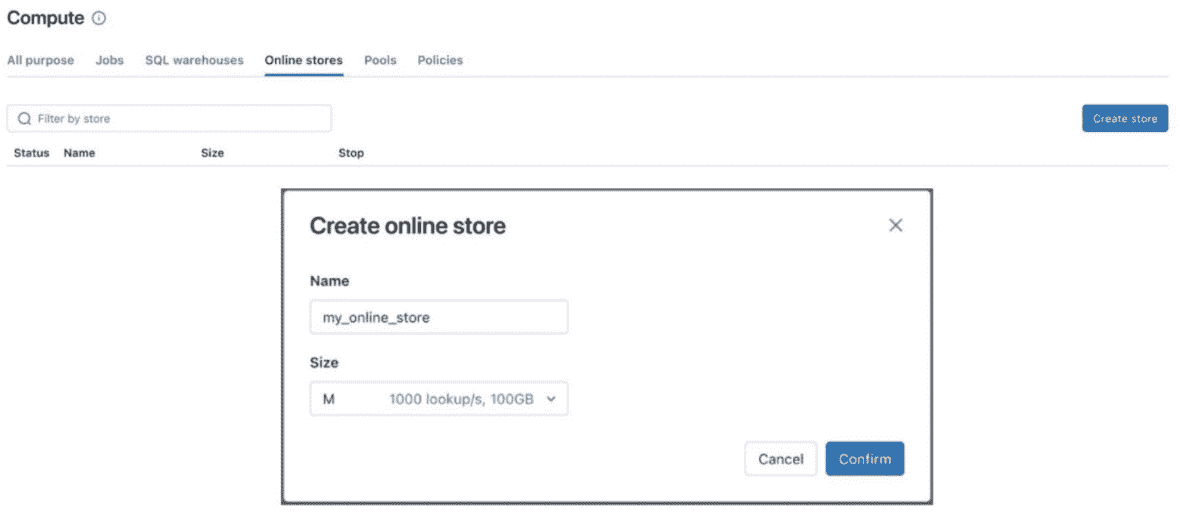 Compute
All purpose Jobs SQL warehouses Online stores Pools Policies
Filter by store
Create store
Status Name Size Stop
Create online store
Name
my_online_store
Size
M 1000 lookup/s, 100GB
Cancel Confirm